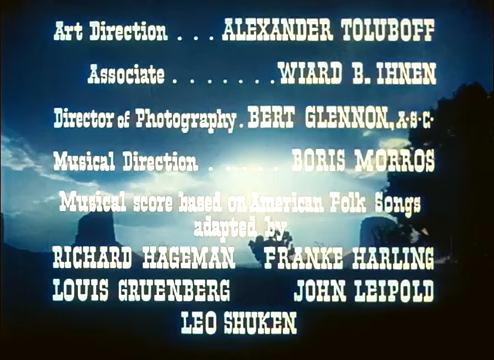 Art Direction . . . ALEXANDER TOLUBOFF
Associate . . . . . . . WIARD B. IHNEN
Director of Photography . BERT GLENNON, A·S·C·
Musical Direction . . . . . . BORIS MORROS
Musical score based on American Folk Songs
adapted by
RICHARD HAGEMAN FRANKE HARLING
LOUIS GRUENBERG JOHN LEIPOLD
LEO SHUKEN